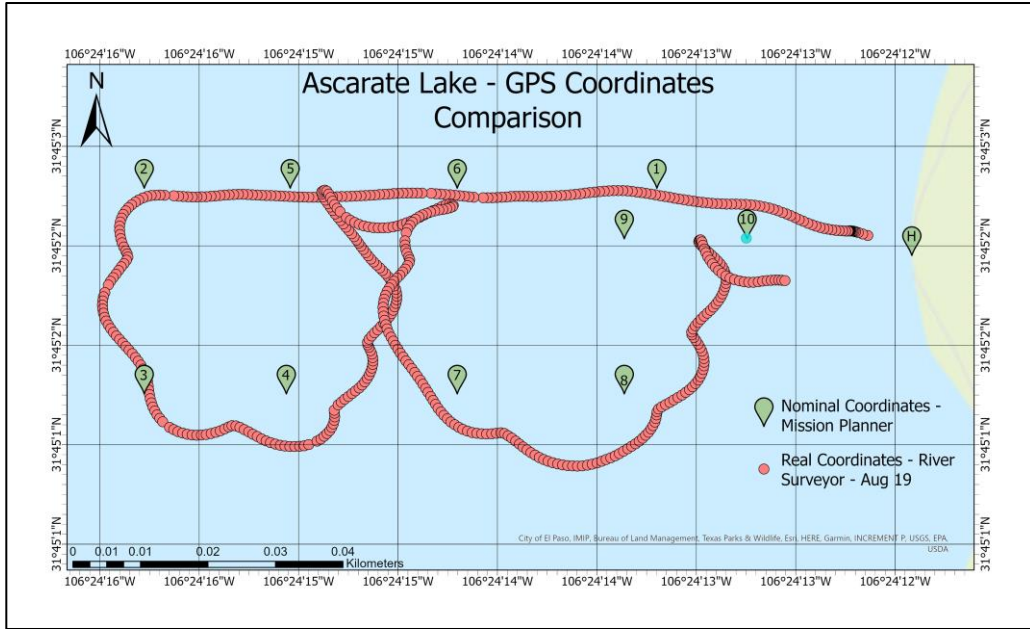 106°24'16"W 106°24'16"W 106°24'15"W 106°24'15"W 106°24'14"W 106°24'14"W 106°24'13"W 106°24'13"W 106°24'12"W
N
Ascarate Lake - GPS Coordinates
Comparison
31°45'3"N 31°45'3"N
2 5 6 1
9 10 H
31°45'2"N 31°45'2"N
31°45'2"N 31°45'2"N
3 4 7 8
Nominal Coordinates -
Mission Planner
31°45'1"N 31°45'1"N
Real Coordinates - River
Surveyor - Aug 19
City of El Paso, IMIP, Bureau of Land Management, Texas Parks & Wildlife, Esri, HERE, Garmin, INCREMENT P, USGS, EPA,
USDA
31°45'1"N 31°45'1"N
0 0.01 0.01 0.02 0.03 0.04
Kilometers
106°24'16"W 106°24'16"W 106°24'15"W 106°24'15"W 106°24'14"W 106°24'14"W 106°24'13"W 106°24'13"W 106°24'12"W